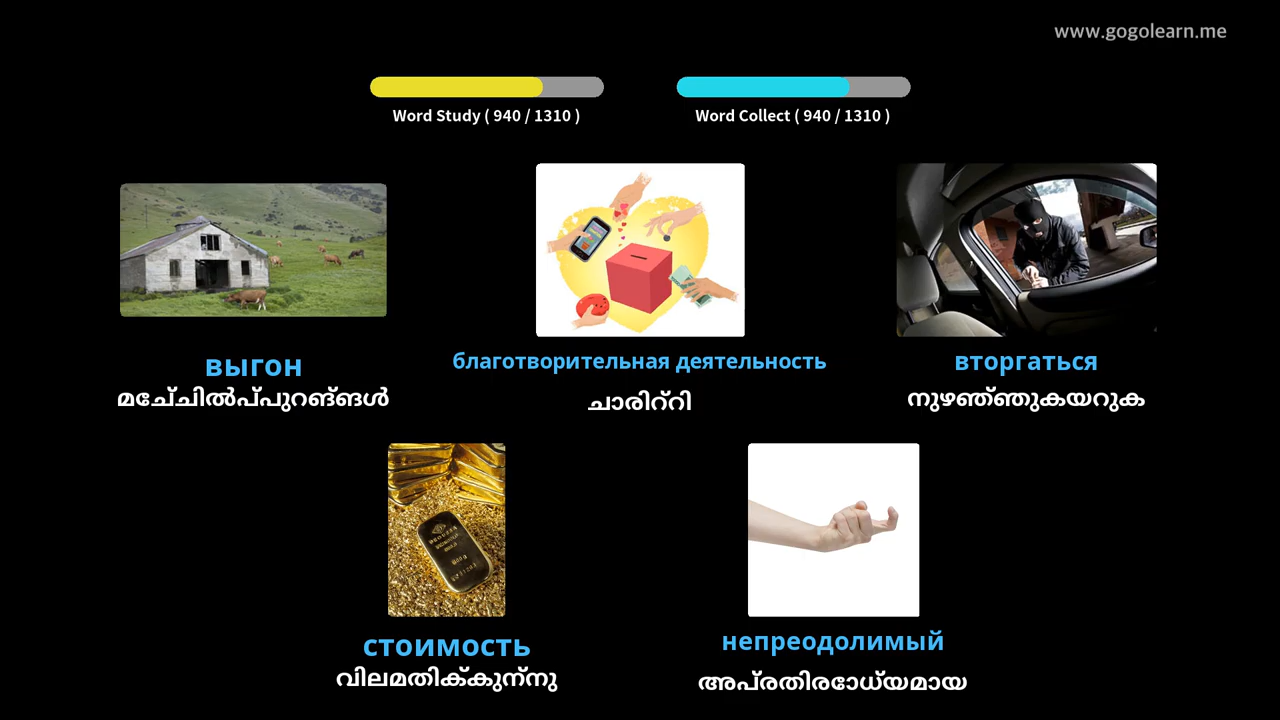 www.gogolearn.me
Word Study ( 940 / 1310 )
Word Collect ( 940 / 1310 )
выгон
മേച്ചിൽപ്പുറങ്ങൾ
благотворительная деятельность
ചാരിറ്റി
вторгаться
നുഴഞ്ഞുകയറുക
стоимость
വിലമതിക്കുന്നു
непреодолимый
അപ്രതിരോധ്യമായ